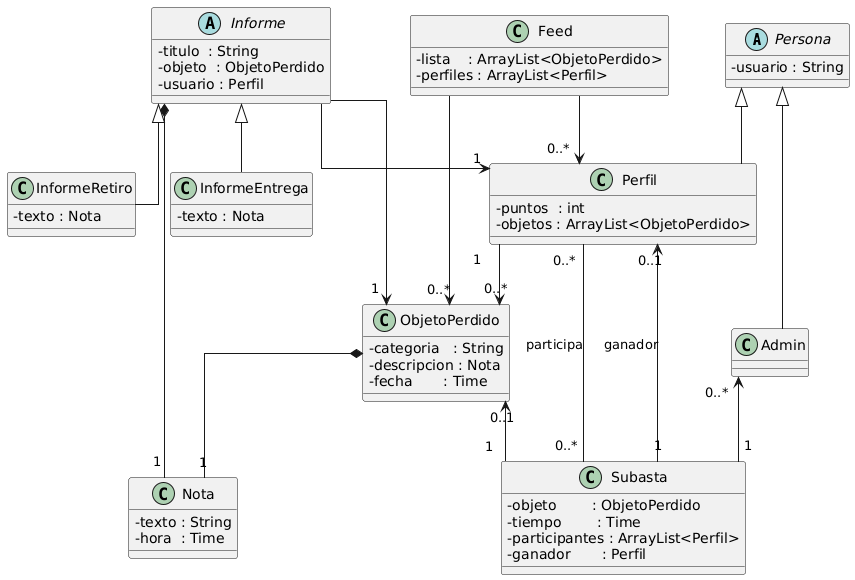 A Informe
-titulo : String
-objeto : ObjetoPerdido
-usuario : Perfil
C Feed
-lista : ArrayList<ObjetoPerdido>
-perfiles : ArrayList<Perfil>
A Persona
-usuario : String
C InformeRetiro
-texto : Nota
C InformeEntrega
-texto : Nota
1
0..*
C Perfil
-puntos : int
-objetos : ArrayList<ObjetoPerdido>
1
0..*
0..1
1
0..*
0..*
C ObjetoPerdido
-categoria : String
-descripcion : Nota
-fecha : Time
participa
ganador
C Admin
0..*
0..1
1
1
1
0..*
1
1
C Nota
-texto : String
-hora : Time
C Subasta
-objeto : ObjetoPerdido
-tiempo : Time
-participantes : ArrayList<Perfil>
-ganador : Perfil